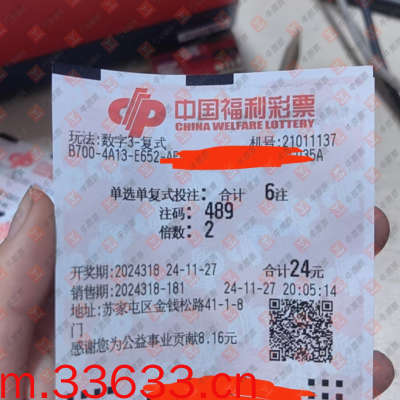 中国福利彩票
CHINA WELFARE LOTTERY
玩法:数字3-复式 机号:21011137
B700-4A13-E652- 035A
单选单复式投注: 合计 6注
注码: 489
倍数: 2
开奖期:2024318 24-11-27 合计24元
销售期:2024318-181 24-11-27 20:05:14
地址:苏家屯区金钱松路41-1-8
门
感谢您为公益事业贡献8.16元
m.33633.cn